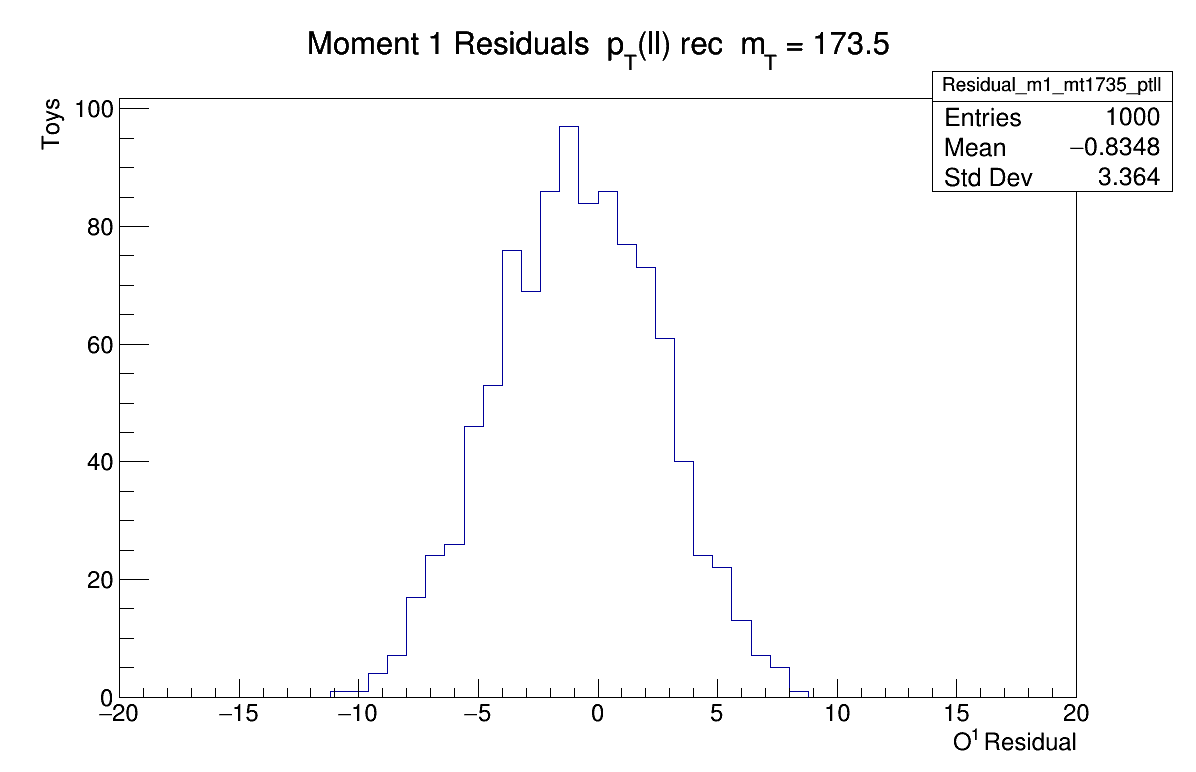 Moment 1 Residuals p_T(ll) rec m_T = 173.5
Residual_m1_mt1735_ptll
Entries 1000
Mean −0.8348
Std Dev 3.364
Toys
100
80
60
40
20
0
−20 −15 −10 −5 0 5 10 15 20
O¹ Residual